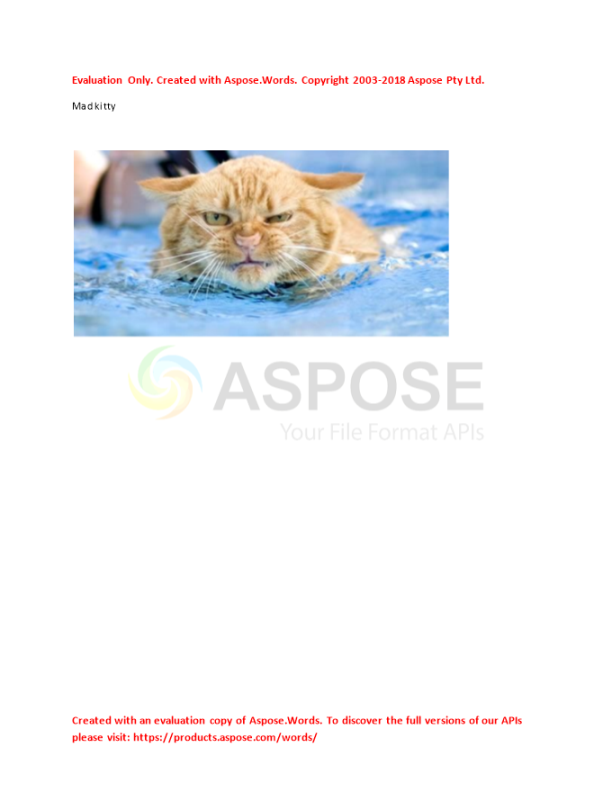 Evaluation Only. Created with Aspose.Words. Copyright 2003-2018 Aspose Pty Ltd.
Mad kitty
ASPOSE
Your File Format APIs
Created with an evaluation copy of Aspose.Words. To discover the full versions of our APIs
please visit: https://products.aspose.com/words/